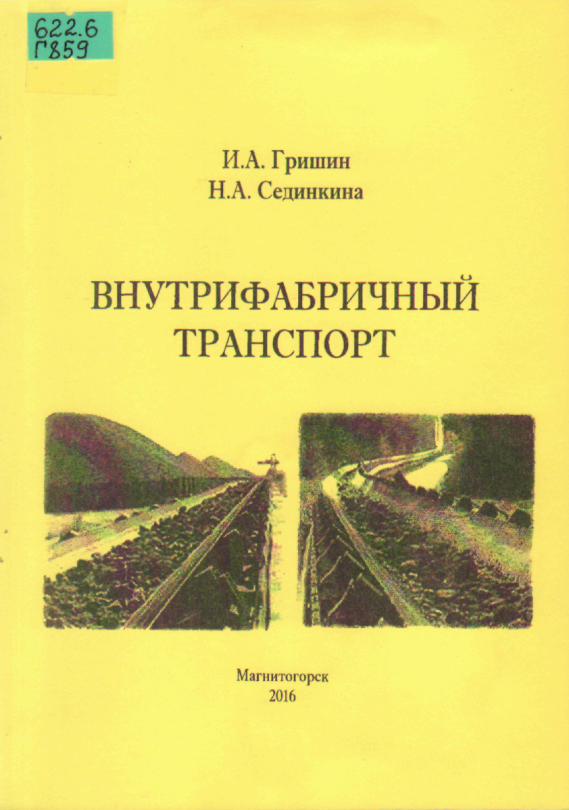 622.6
Г859
И.А. Гришин
Н.А. Сединкина
ВНУТРИФАБРИЧНЫЙ
ТРАНСПОРТ
Магнитогорск
2016